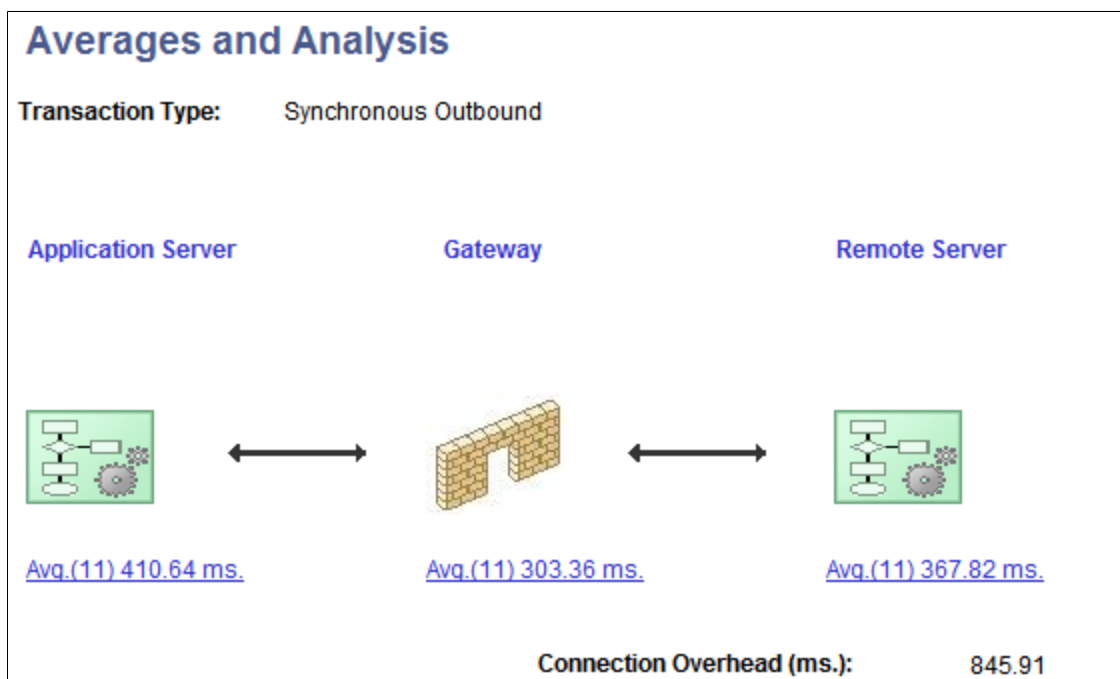 Averages and Analysis
Transaction Type: Synchronous Outbound
Application Server Gateway Remote Server
Avg.(11) 410.64 ms. Avg.(11) 303.36 ms. Avg.(11) 367.82 ms.
Connection Overhead (ms.): 845.91